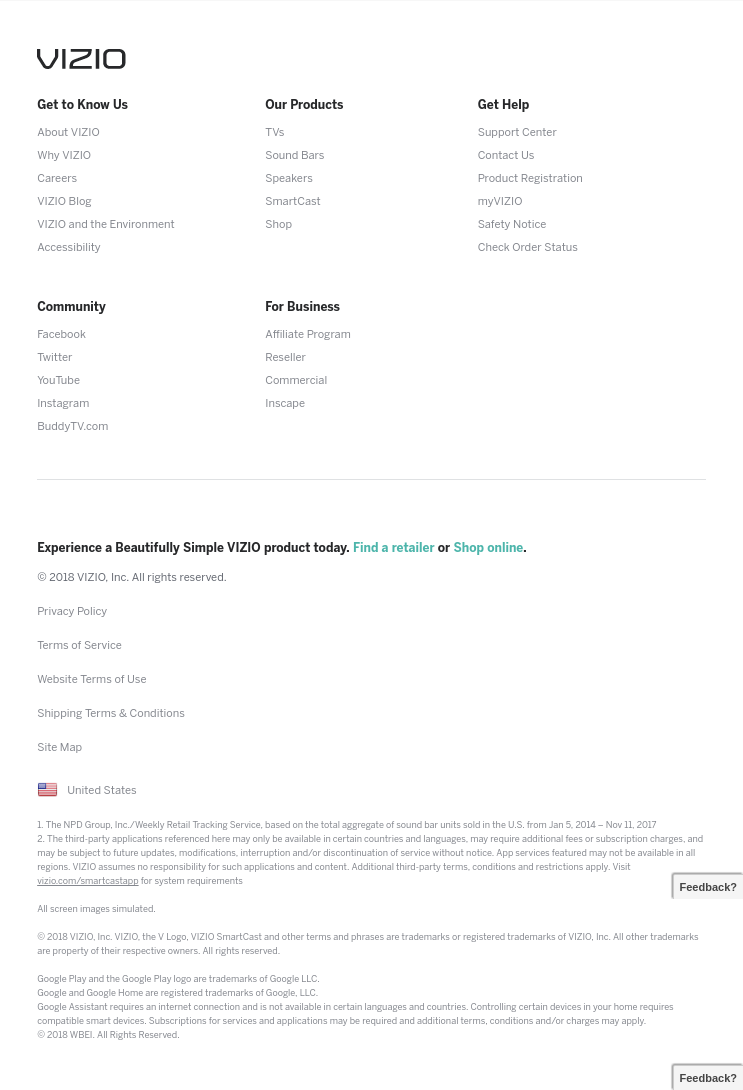 VIZIO
Get to Know Us
About VIZIO
Why VIZIO
Careers
VIZIO Blog
VIZIO and the Environment
Accessibility
Our Products
TVs
Sound Bars
Speakers
SmartCast
Shop
Get Help
Support Center
Contact Us
Product Registration
myVIZIO
Safety Notice
Check Order Status
Community
Facebook
Twitter
YouTube
Instagram
BuddyTV.com
For Business
Affiliate Program
Reseller
Commercial
Inscape
Experience a Beautifully Simple VIZIO product today. Find a retailer or Shop online.
© 2018 VIZIO, Inc. All rights reserved.
Privacy Policy
Terms of Service
Website Terms of Use
Shipping Terms & Conditions
Site Map
United States
1. The NPD Group, Inc./Weekly Retail Tracking Service, based on the total aggregate of sound bar units sold in the U.S. from Jan 5, 2014 – Nov 11, 2017
2. The third-party applications referenced here may only be available in certain countries and languages, may require additional fees or subscription charges, and
may be subject to future updates, modifications, interruption and/or discontinuation of service without notice. App services featured may not be available in all
regions. VIZIO assumes no responsibility for such applications and content. Additional third-party terms, conditions and restrictions apply. Visit
vizio.com/smartcastapp for system requirements
Feedback?
All screen images simulated.
© 2018 VIZIO, Inc. VIZIO, the V Logo, VIZIO SmartCast and other terms and phrases are trademarks or registered trademarks of VIZIO, Inc. All other trademarks
are property of their respective owners. All rights reserved.
Google Play and the Google Play logo are trademarks of Google LLC.
Google and Google Home are registered trademarks of Google, LLC.
Google Assistant requires an internet connection and is not available in certain languages and countries. Controlling certain devices in your home requires
compatible smart devices. Subscriptions for services and applications may be required and additional terms, conditions and/or charges may apply.
© 2018 WBEI. All Rights Reserved.
Feedback?